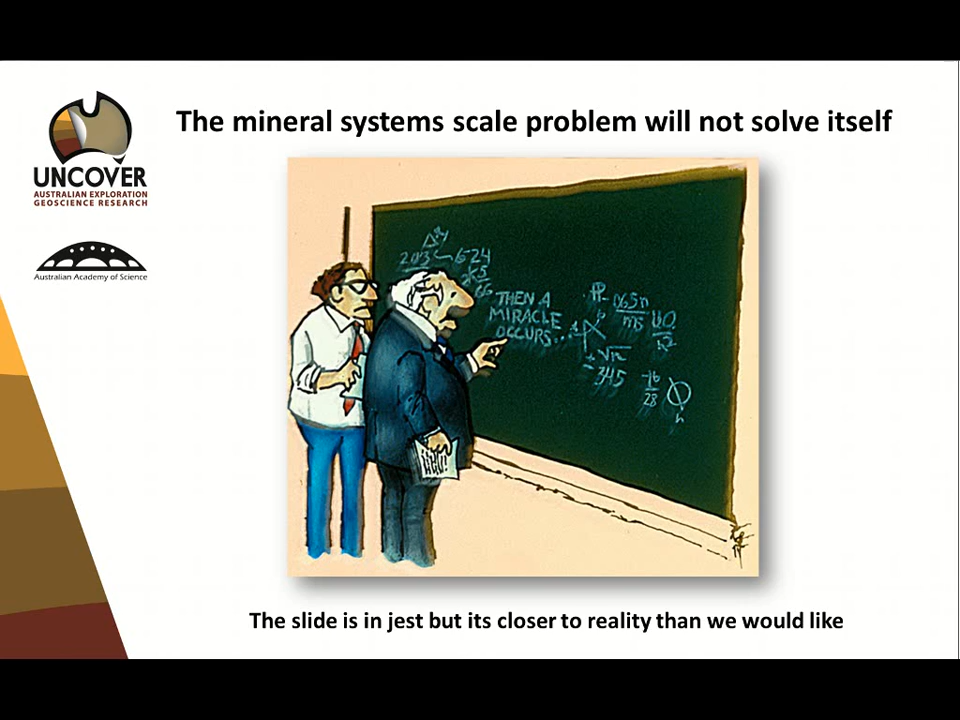 The mineral systems scale problem will not solve itself
UNCOVER
AUSTRALIAN EXPLORATION
GEOSCIENCE RESEARCH
Australian Academy of Science
THEN A
MIRACLE
OCCURS...
The slide is in jest but its closer to reality than we would like